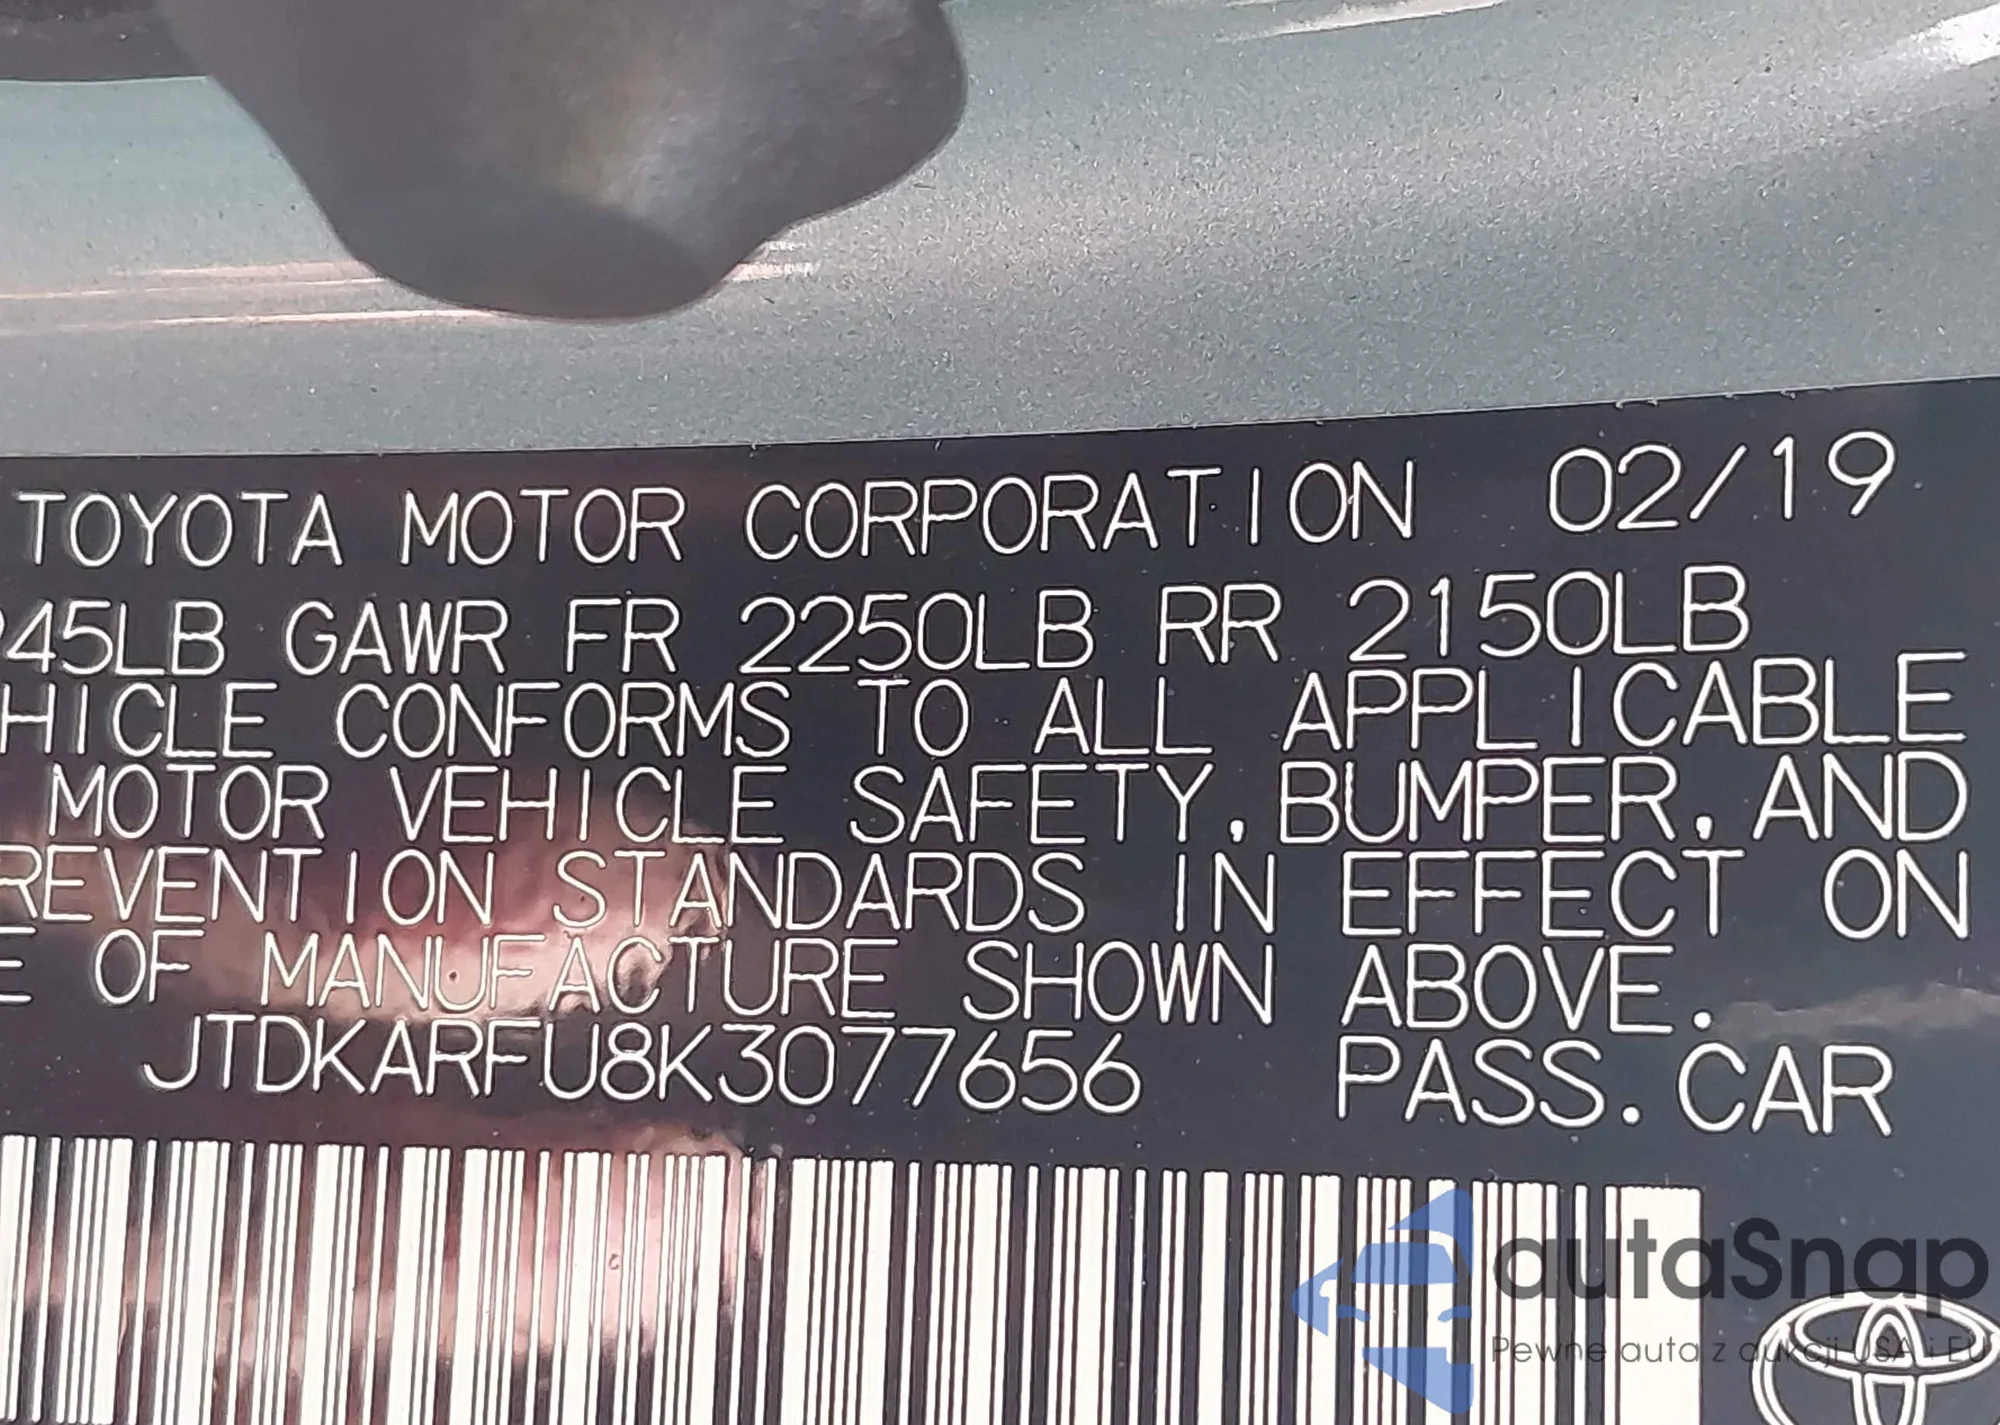 TOYOTA MOTOR CORPORATION 02/19
945LB GAWR FR 2250LB RR 2150LB
HICLE CONFORMS TO ALL APPLICABLE
MOTOR VEHICLE SAFETY, BUMPER, AND
REVENTION STANDARDS IN EFFECT ON
E OF MANUFACTURE SHOWN ABOVE.
JTDKARFU8K3077656 PASS. CAR
autaSnap
Pewne auta z aukcji USA i EU